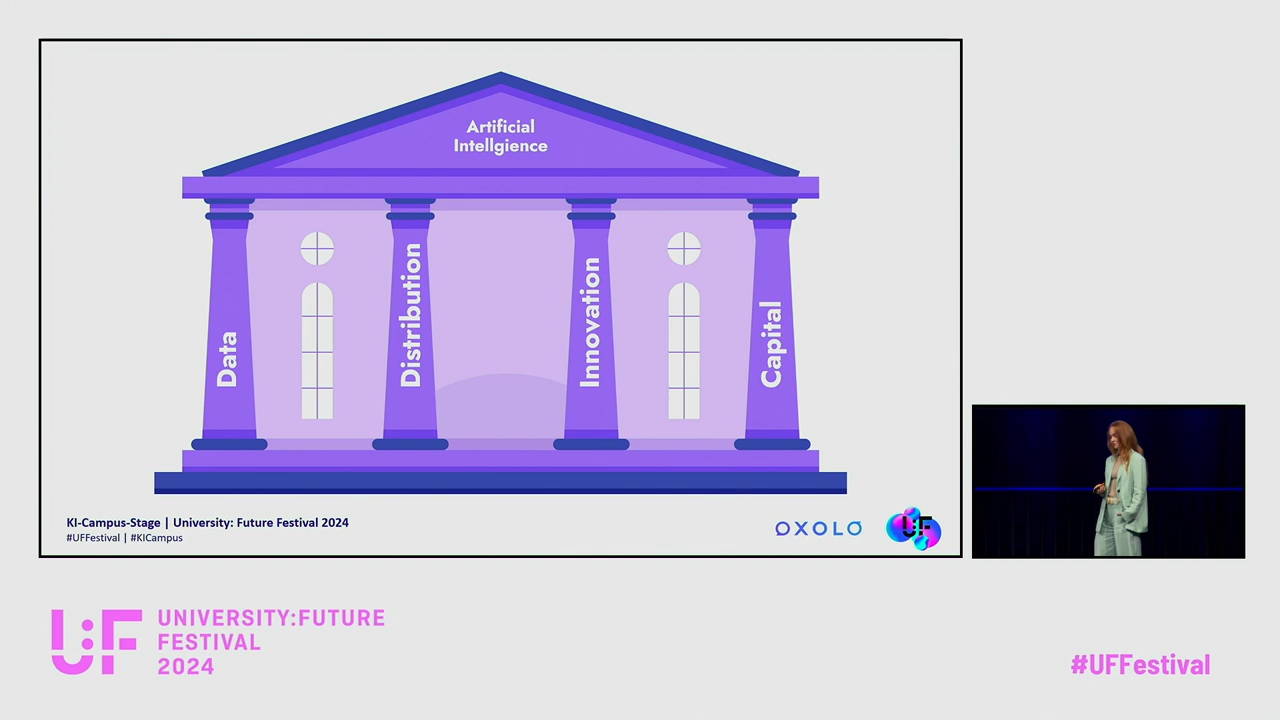 Artificial
Intellgience
Data
Distribution
Innovation
Capital
KI-Campus-Stage | University: Future Festival 2024
#UFFestival | #KICampus
OXOLO
U:F
U:F
UNIVERSITY:FUTURE
FESTIVAL
2024
#UFFestival